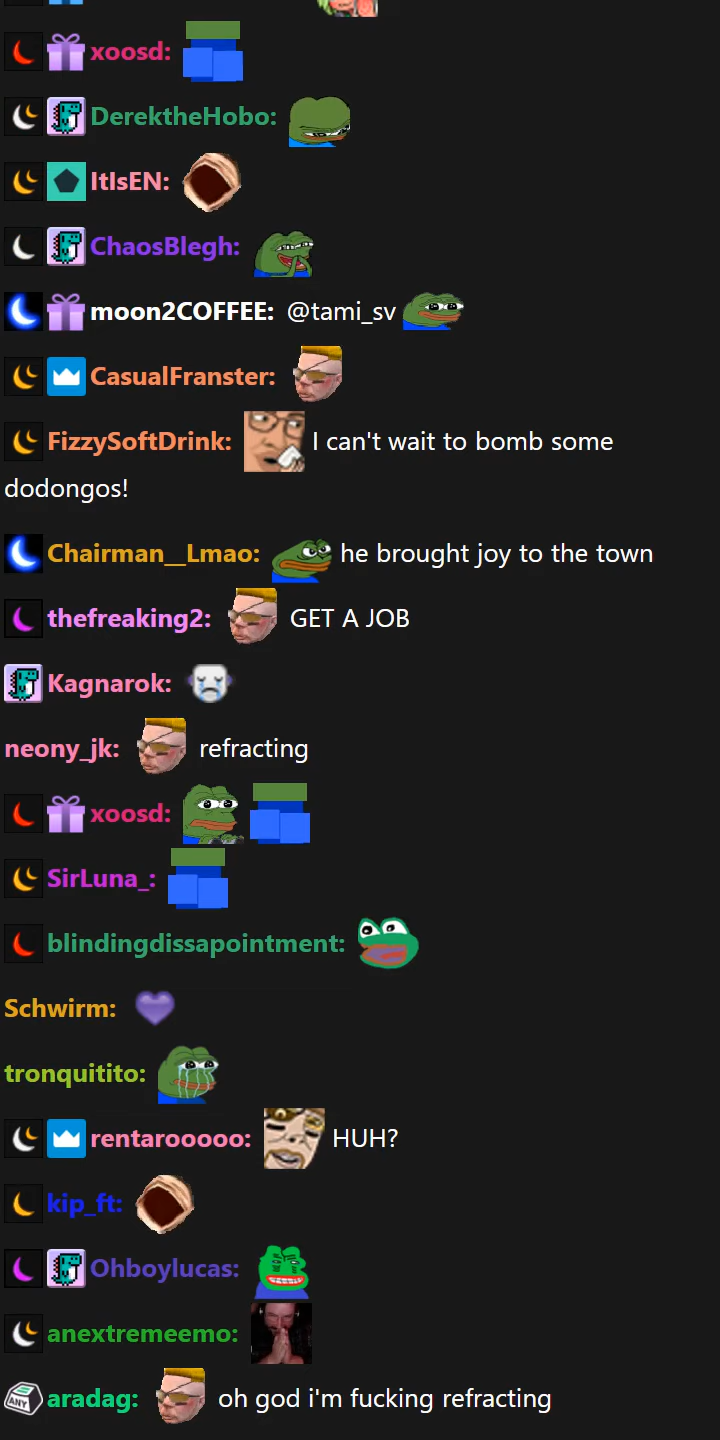 xoosd:
DerektheHobo:
ItIsEN:
ChaosBlegh:
moon2COFFEE: @tami_sv
CasualFranster:
FizzySoftDrink: I can't wait to bomb some
dodongos!
Chairman__Lmao: he brought joy to the town
thefreaking2: GET A JOB
Kagnarok:
neony_jk: refracting
xoosd:
SirLuna_:
blindingdissapointment:
Schwirm:
tronquitito:
rentarooooo: HUH?
kip_ft:
Ohboylucas:
anextremeemo:
ANY aradag: oh god i'm fucking refracting